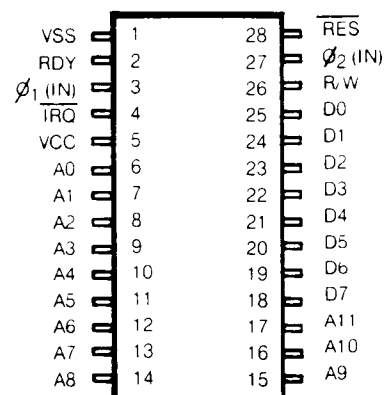 VSS 1 28 R̅E̅S̅
RDY 2 27 Ø2 (IN)
Ø1 (IN) 3 26 R/W
I̅R̅Q̅ 4 25 D0
VCC 5 24 D1
A0 6 23 D2
A1 7 22 D3
A2 8 21 D4
A3 9 20 D5
A4 10 19 D6
A5 11 18 D7
A6 12 17 A11
A7 13 16 A10
A8 14 15 A9